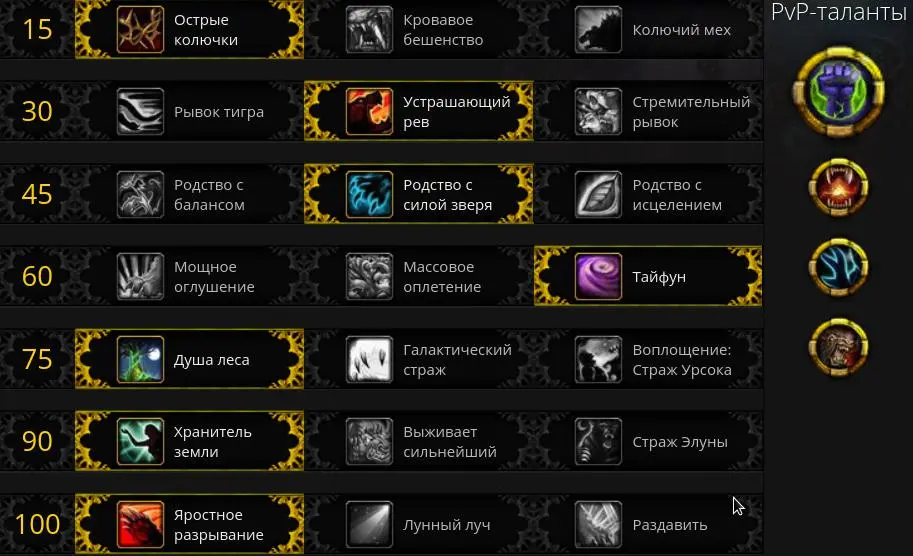 PvP-таланты
15
Острые
колючки
Кровавое
бешенство
Колючий мех
30
Рывок тигра
Устрашающий
рев
Стремительный
рывок
45
Родство с
балансом
Родство с
силой зверя
Родство с
исцелением
60
Мощное
оглушение
Массовое
оплетение
Тайфун
75
Душа леса
Галактический
страж
Воплощение:
Страж Урсока
90
Хранитель
земли
Выживает
сильнейший
Страж Элуны
100
Яростное
разрывание
Лунный луч
Раздавить